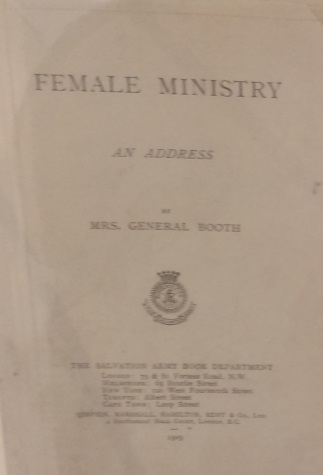 FEMALE MINISTRY
AN ADDRESS
BY
MRS. GENERAL BOOTH
THE SALVATION ARMY BOOK DEPARTMENT
London: 79 & 81 Fortess Road, N.W.
Melbourne: 69 Bourke Street
New York: 120 West Fourteenth Street
Toronto: Albert Street
Cape Town: Loop Street
SIMPKIN, MARSHALL, HAMILTON, KENT & Co., Ltd.
4 Stationers' Hall Court, London, E.C.
1909